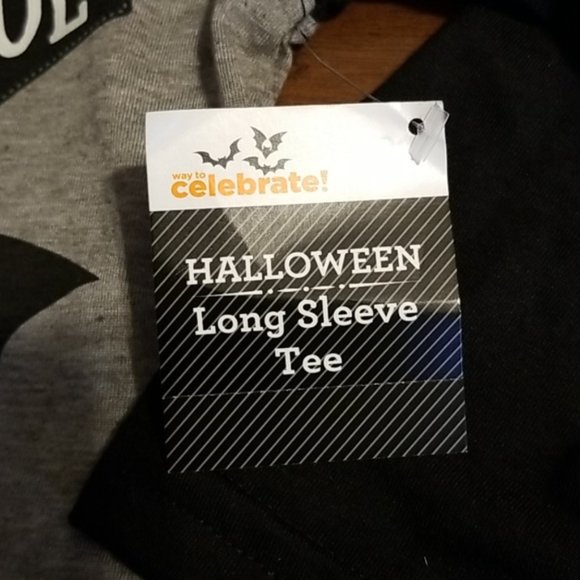 way to
celebrate!
HALLOWEEN
Long Sleeve
Tee